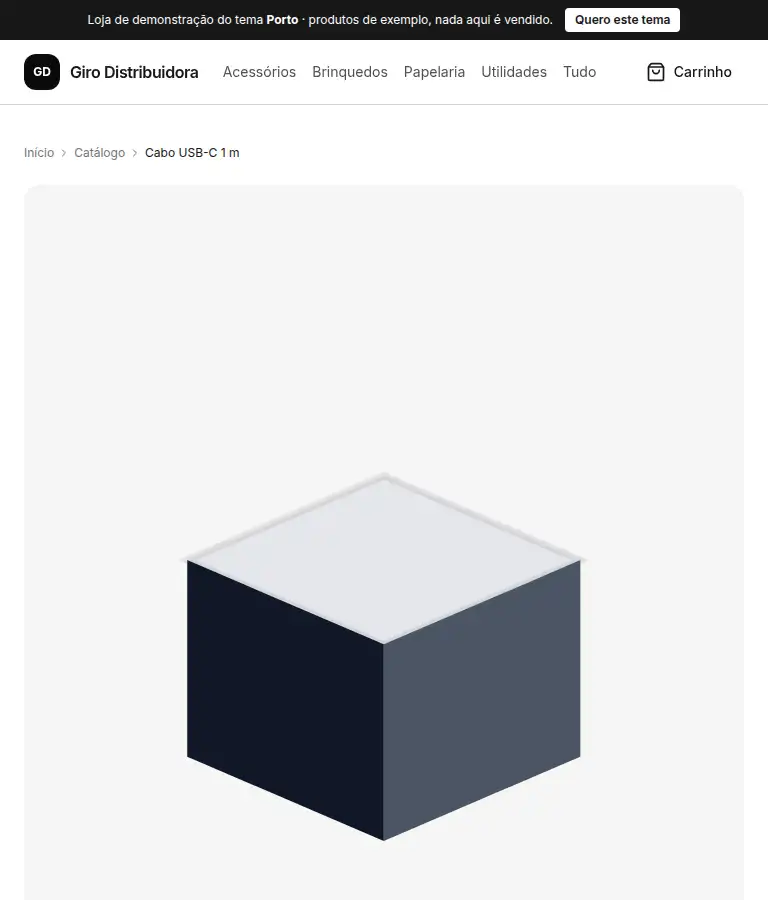 Loja de demonstração do tema Porto · produtos de exemplo, nada aqui é vendido. Quero este tema
GD Giro Distribuidora Acessórios Brinquedos Papelaria Utilidades Tudo Carrinho
Início > Catálogo > Cabo USB-C 1 m